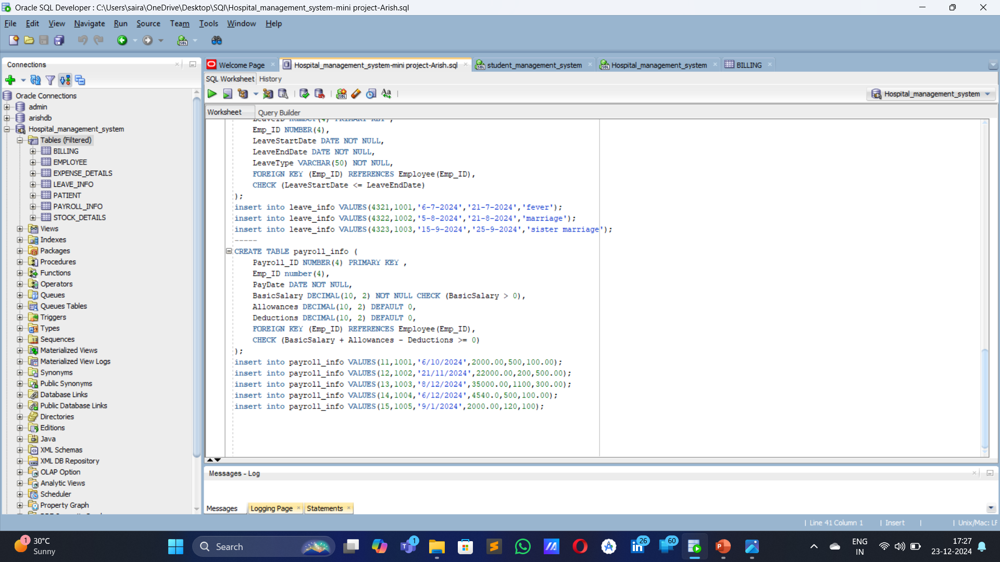 Oracle SQL Developer : C:\Users\saira\OneDrive\Desktop\SQl\Hospital_management_system-mini project-Arish.sql
File Edit View Navigate Run Source Team Tools Window Help
Connections
Oracle Connections
admin
arishdb
Hospital_management_system
Tables (Filtered)
BILLING
EMPLOYEE
EXPENSE_DETAILS
LEAVE_INFO
PATIENT
PAYROLL_INFO
STOCK_DETAILS
Views
Indexes
Packages
Procedures
Functions
Operators
Queues
Queues Tables
Triggers
Types
Sequences
Materialized Views
Materialized View Logs
Synonyms
Public Synonyms
Database Links
Public Database Links
Directories
Editions
Java
XML Schemas
XML DB Repository
OLAP Option
Analytic Views
Scheduler
Property Graph
Welcome Page Hospital_management_system-mini project-Arish.sql student_management_system Hospital_management_system BILLING
SQL Worksheet History
Hospital_management_system
Worksheet Query Builder
LeaveID number(4) PRIMARY KEY ,
Emp_ID NUMBER(4),
LeaveStartDate DATE NOT NULL,
LeaveEndDate DATE NOT NULL,
LeaveType VARCHAR(50) NOT NULL,
FOREIGN KEY (Emp_ID) REFERENCES Employee(Emp_ID),
CHECK (LeaveStartDate <= LeaveEndDate)
);
insert into leave_info VALUES(4321,1001,'6-7-2024','21-7-2024','fever');
insert into leave_info VALUES(4322,1002,'5-8-2024','21-8-2024','marriage');
insert into leave_info VALUES(4323,1003,'15-9-2024','25-9-2024','sister marriage');
-----
CREATE TABLE payroll_info (
Payroll_ID NUMBER(4) PRIMARY KEY ,
Emp_ID number(4),
PayDate DATE NOT NULL,
BasicSalary DECIMAL(10, 2) NOT NULL CHECK (BasicSalary > 0),
Allowances DECIMAL(10, 2) DEFAULT 0,
Deductions DECIMAL(10, 2) DEFAULT 0,
FOREIGN KEY (Emp_ID) REFERENCES Employee(Emp_ID),
CHECK (BasicSalary + Allowances - Deductions >= 0)
);
insert into payroll_info VALUES(11,1001,'6/10/2024',2000.00,500,100.00);
insert into payroll_info VALUES(12,1002,'21/11/2024',22000.00,200,500.00);
insert into payroll_info VALUES(13,1003,'8/12/2024',35000.00,1100,300.00);
insert into payroll_info VALUES(14,1004,'6/12/2024',4540.0,500,100.00);
insert into payroll_info VALUES(15,1005,'9/1/2024',2000.00,120,100);
Messages - Log
Messages Logging Page Statements
Line 41 Column 1 Insert Unix/Mac: LF
1 30°C
Sunny
Search
1
26
60
ENG
IN
17:27
23-12-2024